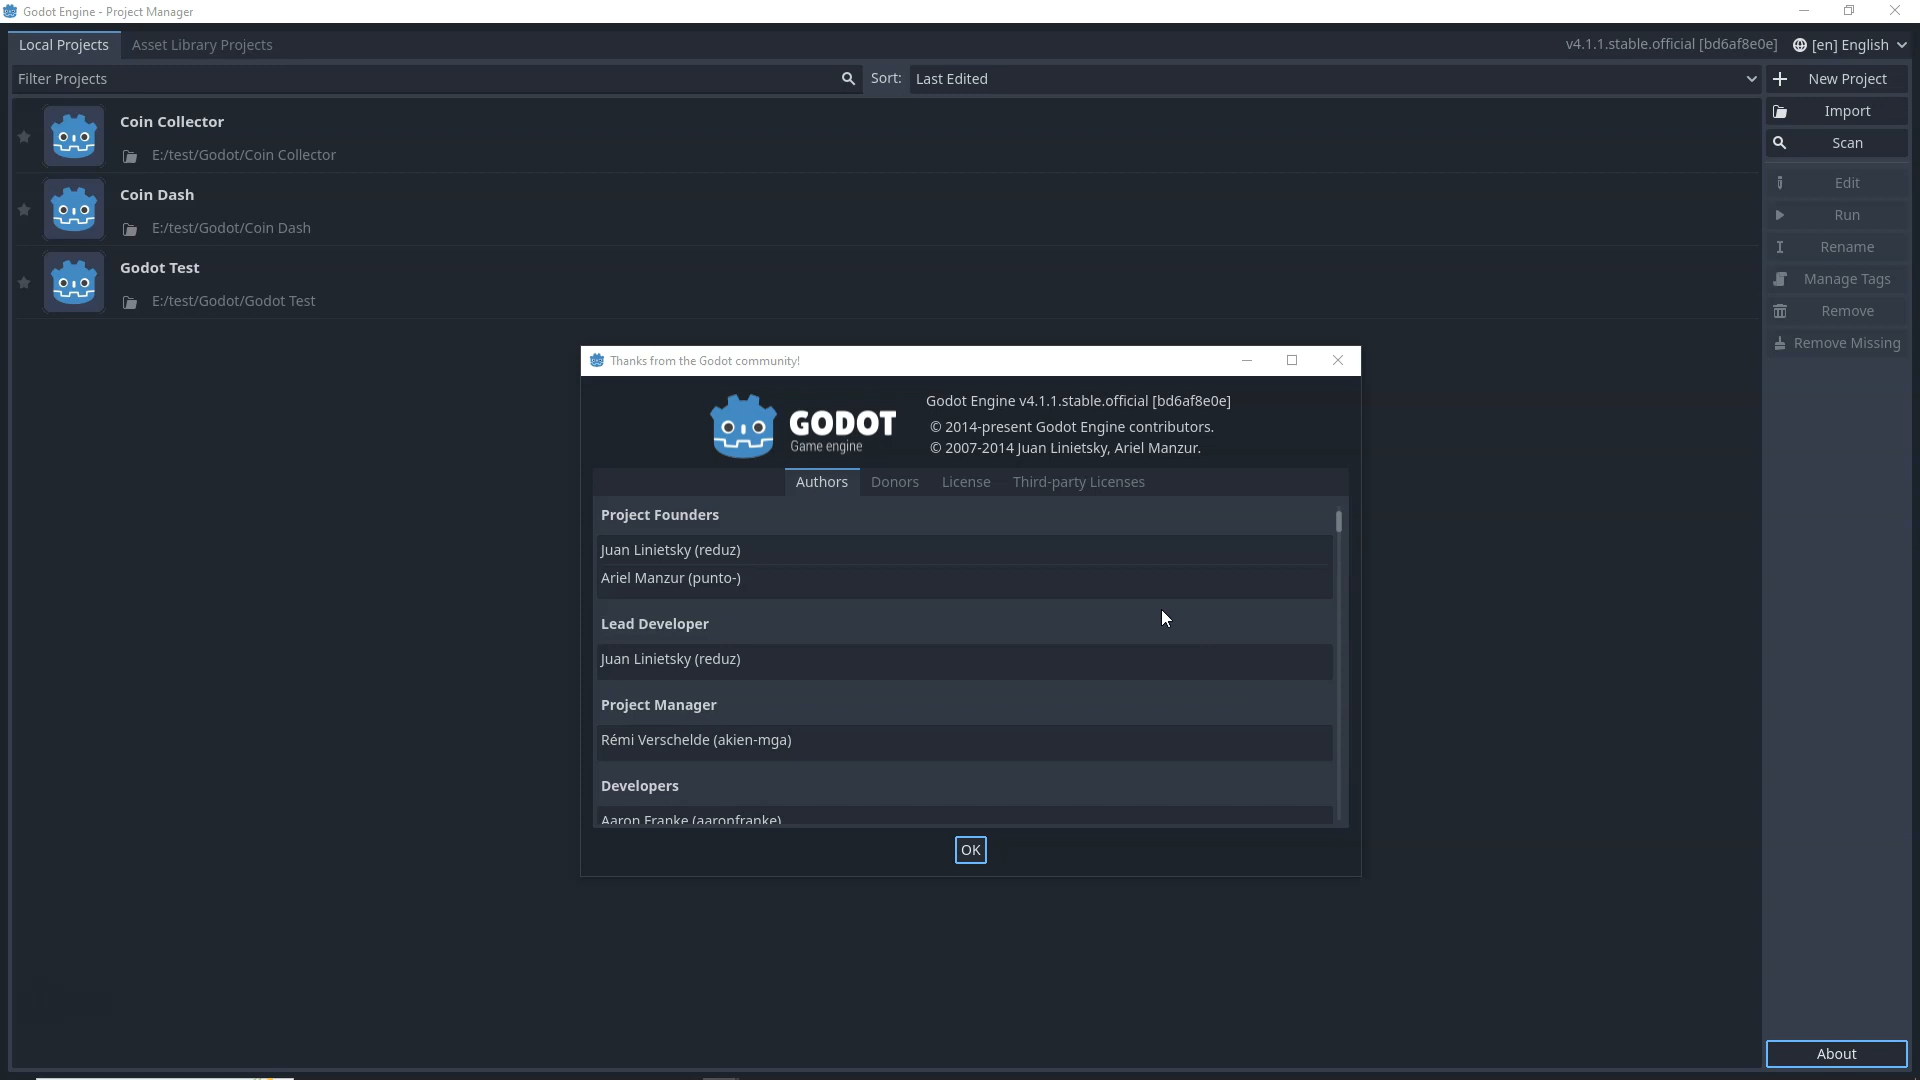 Godot Engine - Project Manager
Local Projects
Asset Library Projects
v4.1.1.stable.official [bd6af8e0e]
[en] English
Filter Projects
Sort:
Last Edited
New Project
Import
Scan
Edit
Run
Rename
Manage Tags
Remove
Remove Missing
Coin Collector
E:/test/Godot/Coin Collector
Coin Dash
E:/test/Godot/Coin Dash
Godot Test
E:/test/Godot/Godot Test
Thanks from the Godot community!
GODOT
Game engine
Godot Engine v4.1.1.stable.official [bd6af8e0e]
© 2014-present Godot Engine contributors.
© 2007-2014 Juan Linietsky, Ariel Manzur.
Authors
Donors
License
Third-party Licenses
Project Founders
Juan Linietsky (reduz)
Ariel Manzur (punto-)
Lead Developer
Juan Linietsky (reduz)
Project Manager
Rémi Verschelde (akien-mga)
Developers
Aaron Franke (aaronfranke)
OK
About